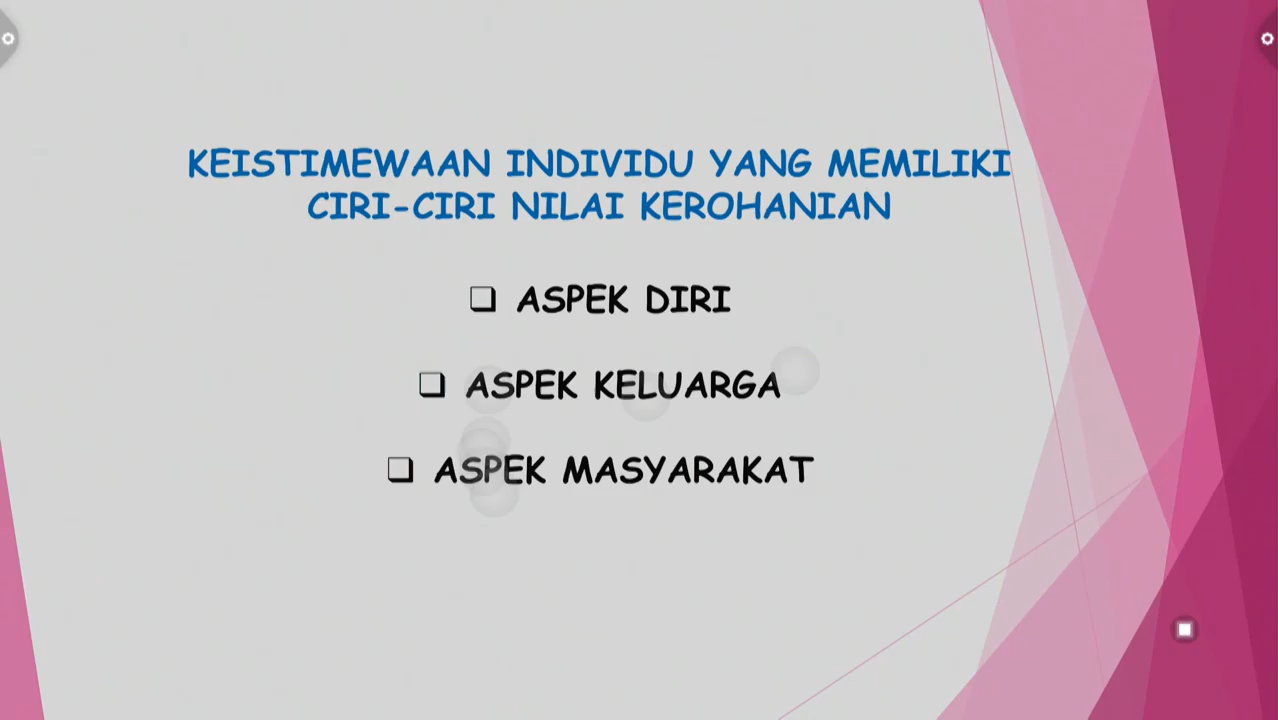 KEISTIMEWAAN INDIVIDU YANG MEMILIKI
CIRI-CIRI NILAI KEROHANIAN
❑ ASPEK DIRI
❑ ASPEK KELUARGA
❑ ASPEK MASYARAKAT